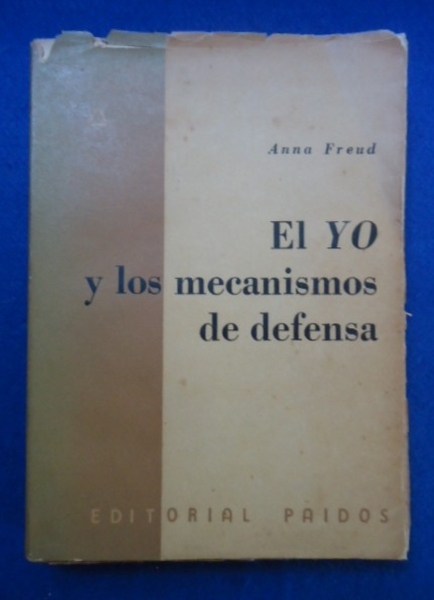 Anna Freud
El YO
y los mecanismos
de defensa
EDITORIAL PAIDOS